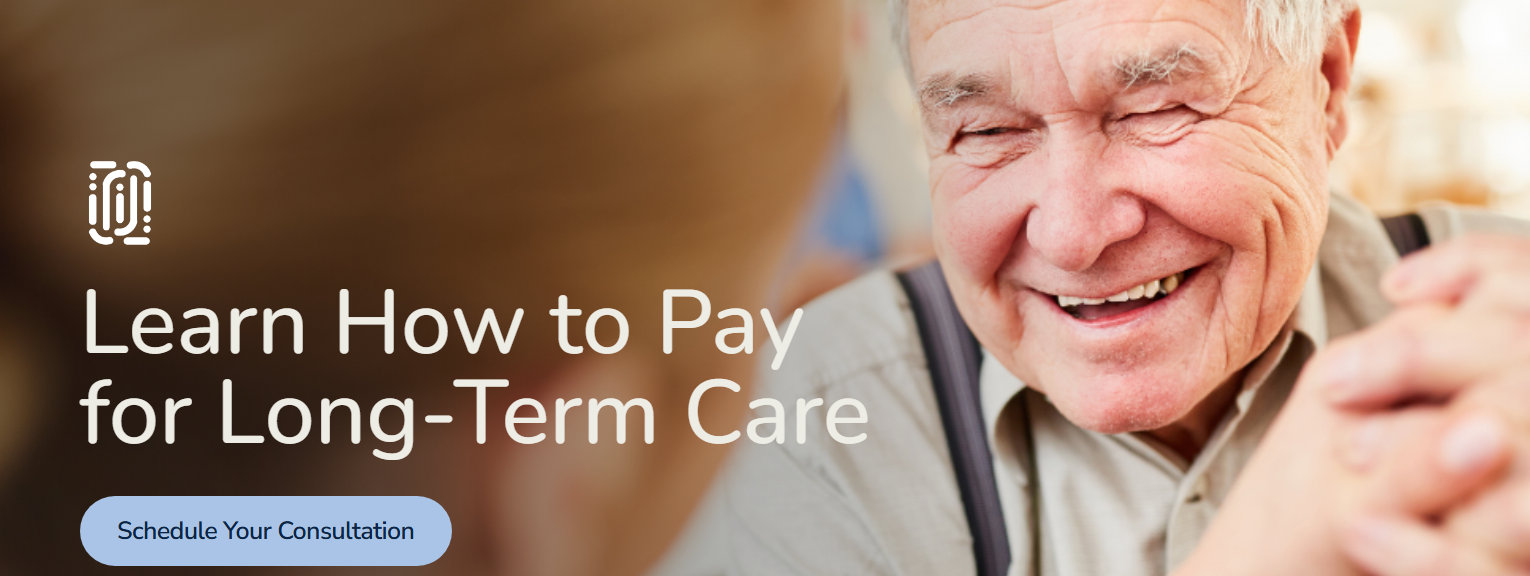 Learn How to Pay
for Long-Term Care
Schedule Your Consultation